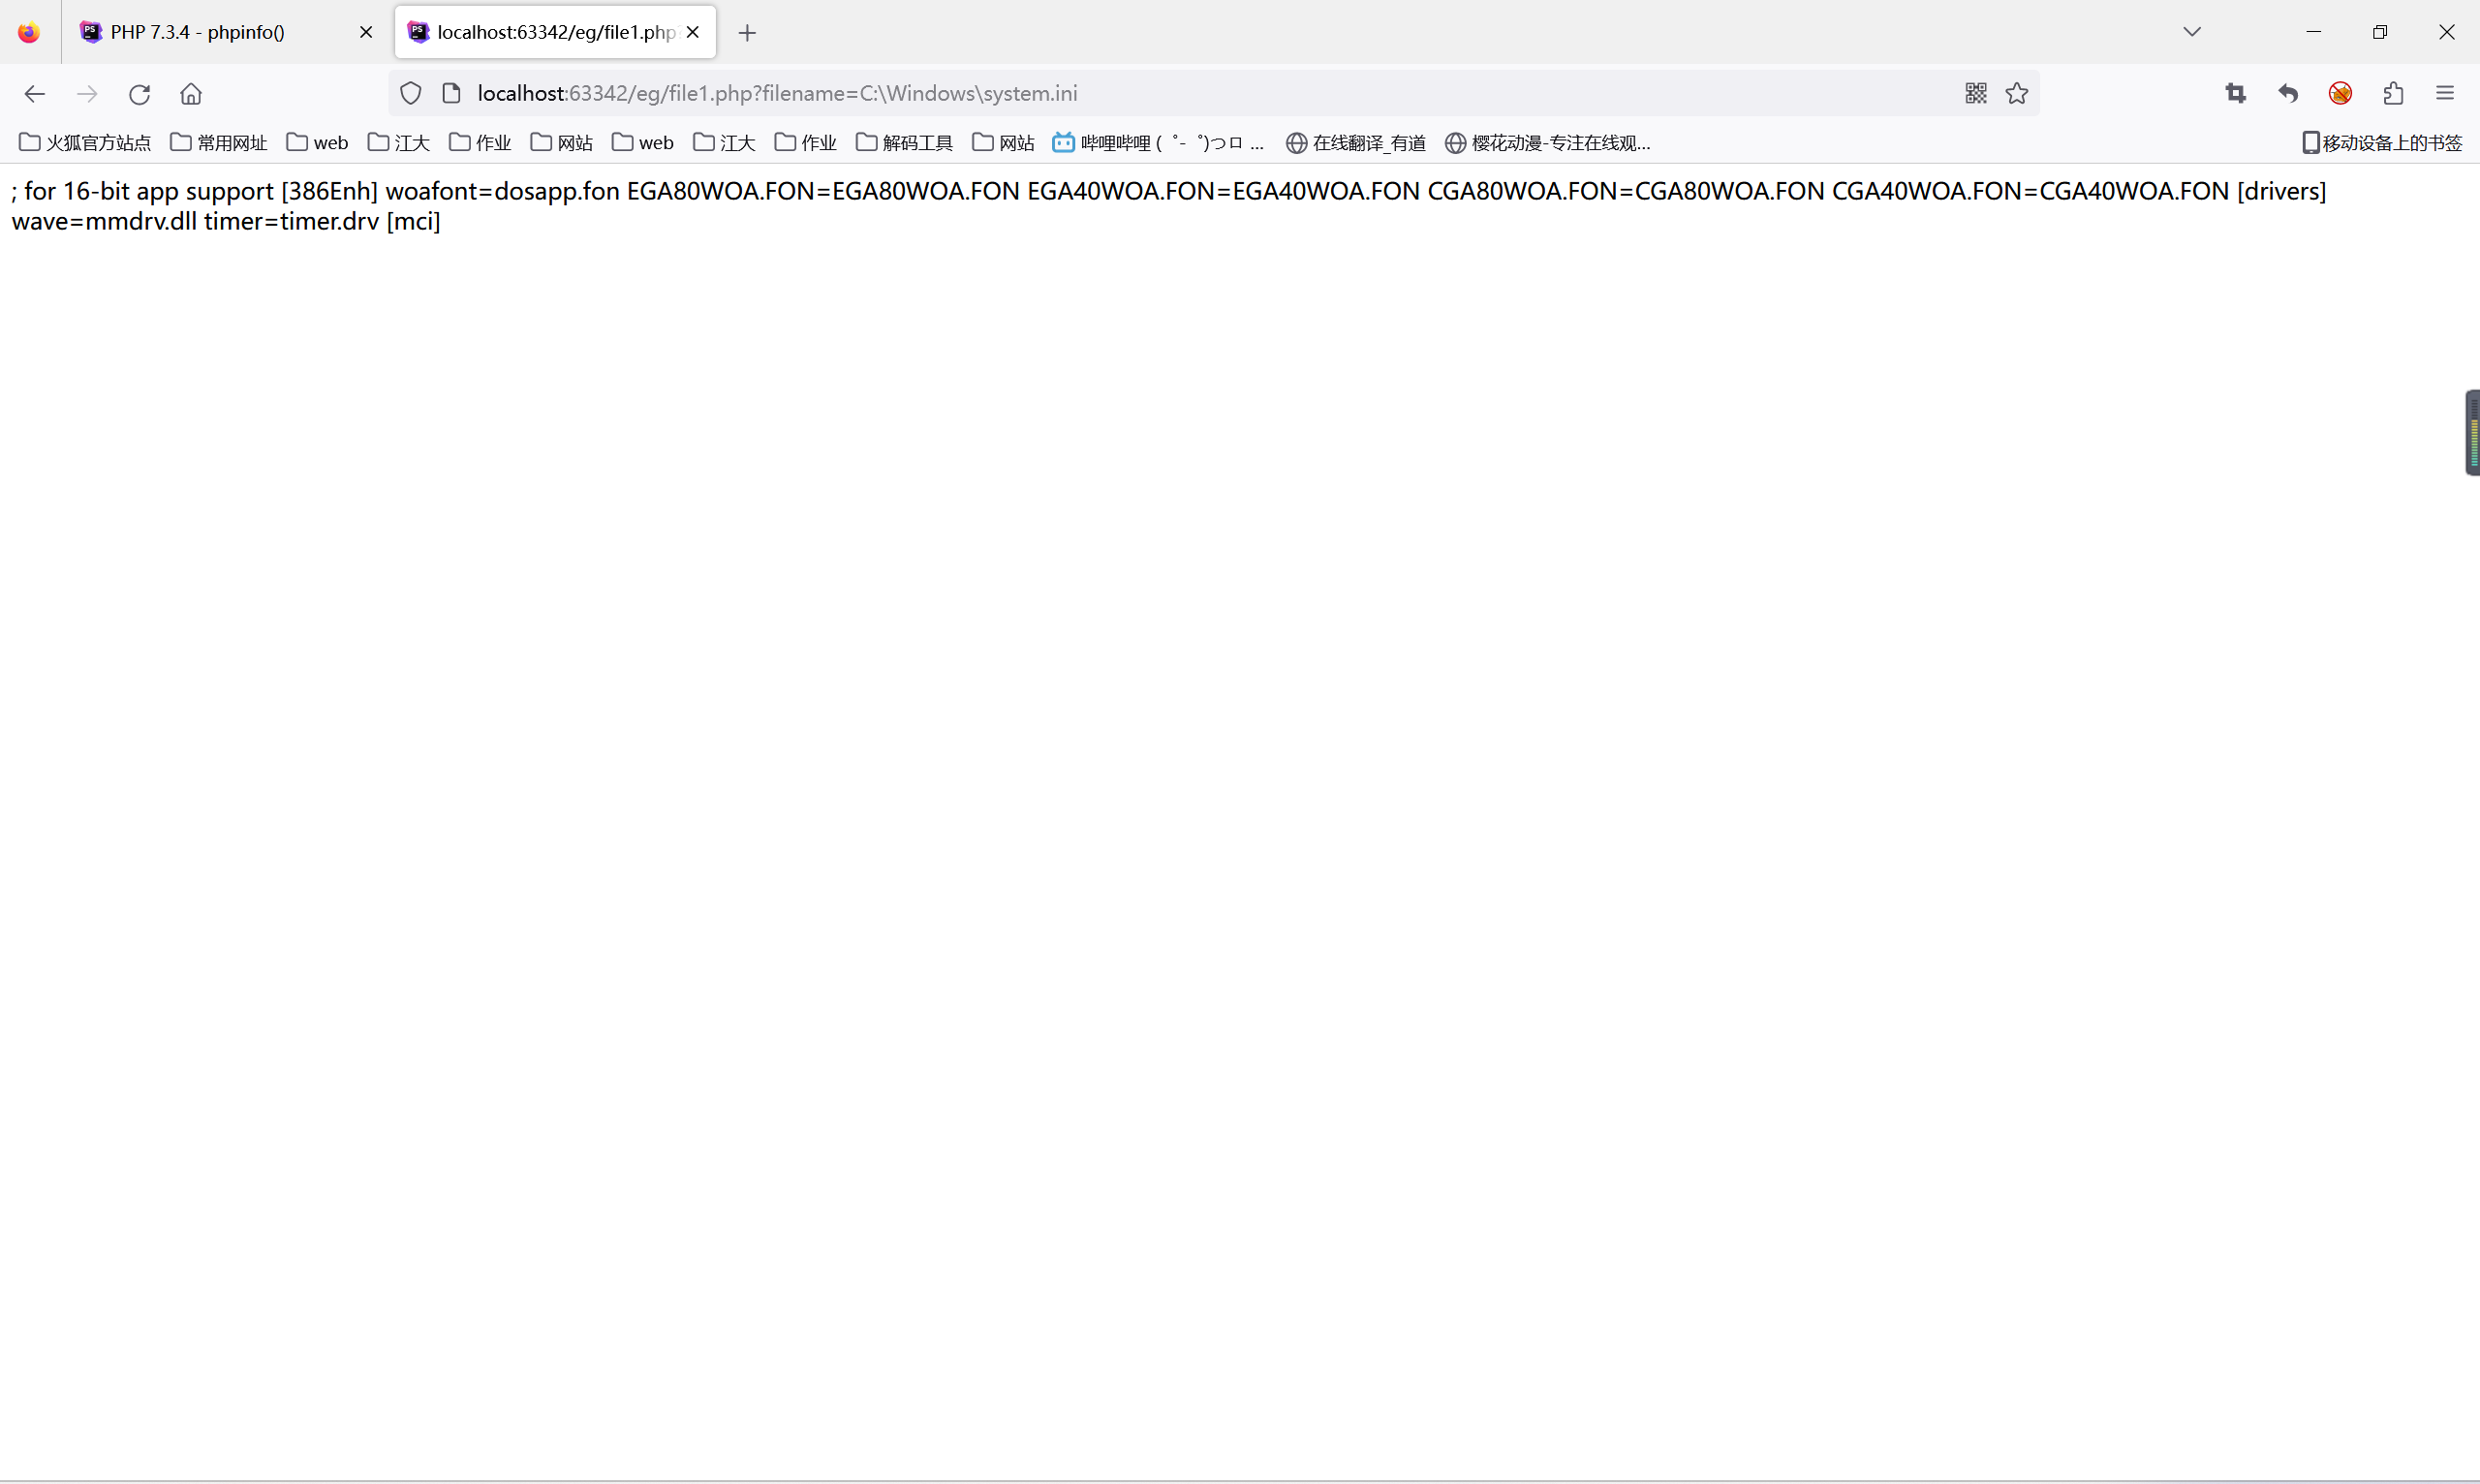 PHP 7.3.4 - phpinfo()
localhost:63342/eg/file1.php
localhost:63342/eg/file1.php?filename=C:\Windows\system.ini
火狐官方站点 常用网址 web 江大 作业 网站 web 江大 作业 解码工具 网站 哔哩哔哩 (゜-゜)つロ ... 在线翻译_有道 樱花动漫-专注在线观... 移动设备上的书签
; for 16-bit app support [386Enh] woafont=dosapp.fon EGA80WOA.FON=EGA80WOA.FON EGA40WOA.FON=EGA40WOA.FON CGA80WOA.FON=CGA80WOA.FON CGA40WOA.FON=CGA40WOA.FON [drivers]
wave=mmdrv.dll timer=timer.drv [mci]